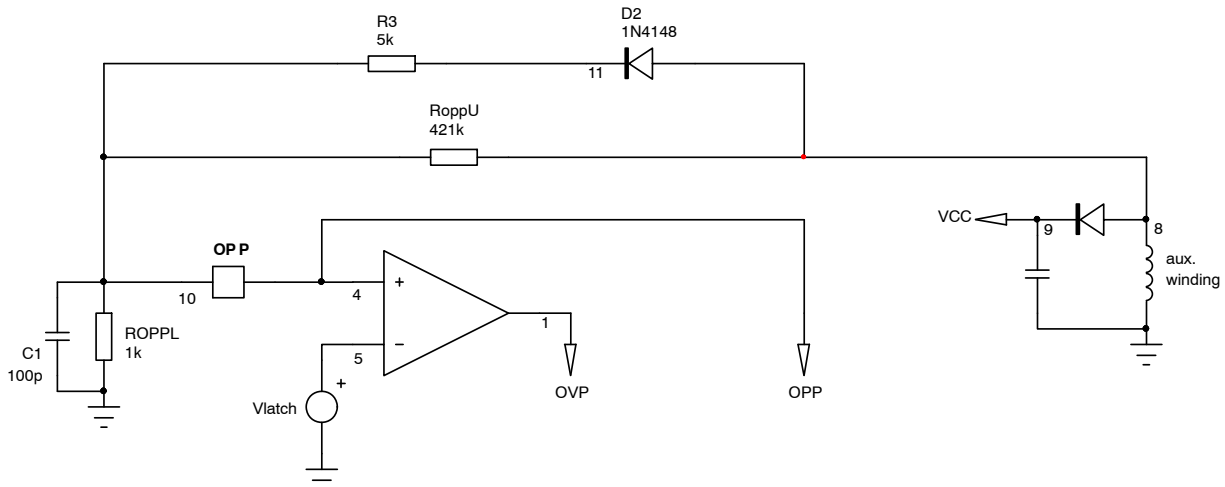 D2
1N4148
R3
5k
11
RoppU
421k
VCC
9
8
aux.
winding
OPP
10
4
+
1
5
−
C1
100p
ROPPL
1k
Vlatch
+
OVP
OPP